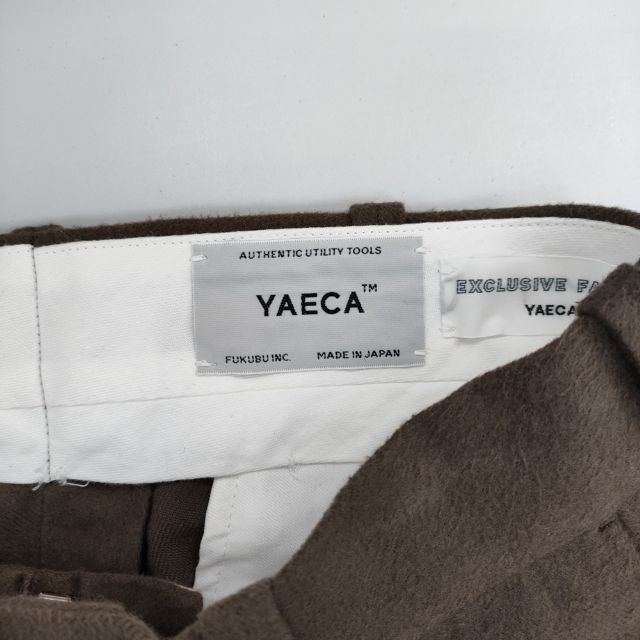 AUTHENTIC UTILITY TOOLS
YAECA™
FUKUBU INC. MADE IN JAPAN
EXCLUSIVE
YAECA